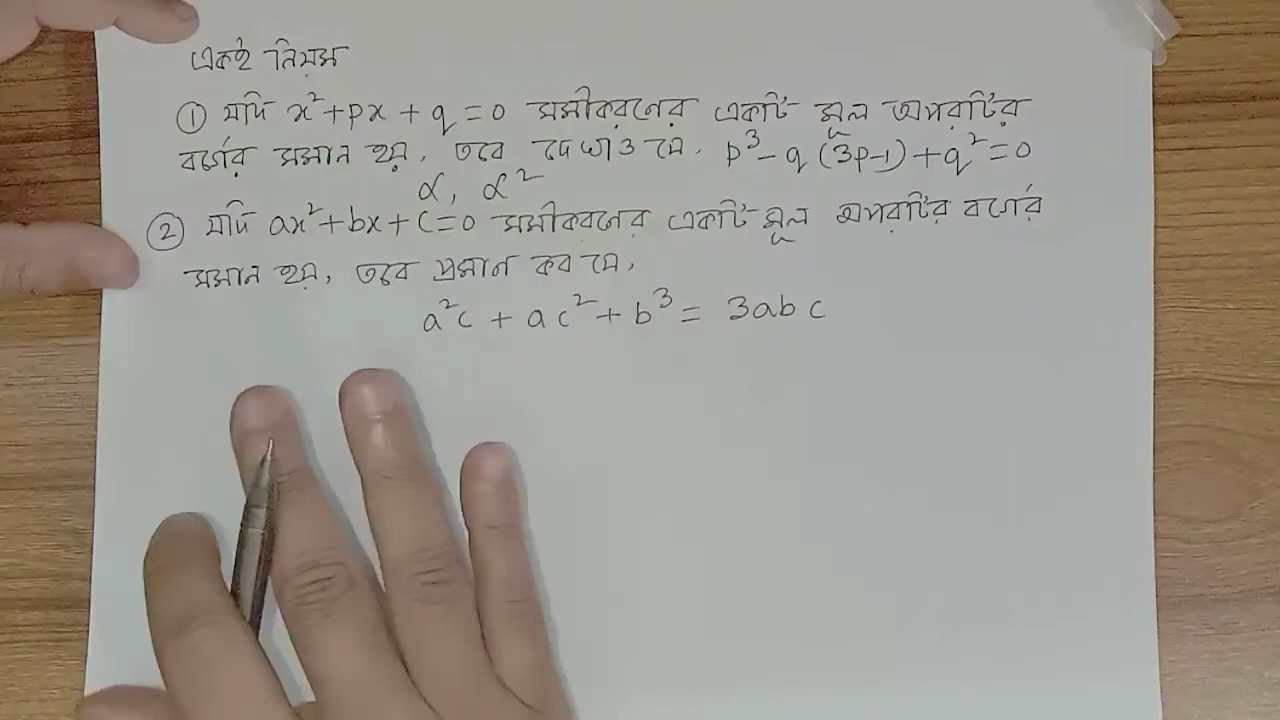 একই নিয়ম
① যদি x²+px+q=0 সমীকরণের একটি মূল অপরটির
বর্গের সমান হয়, তবে দেখাও যে, p³-q(3p-1)+q²=0
α, α²
② যদি ax²+bx+c=0 সমীকরণের একটি মূল অপরটির বর্গের
সমান হয়, তবে প্রমান কর যে,
a²c + ac² + b³ = 3abc